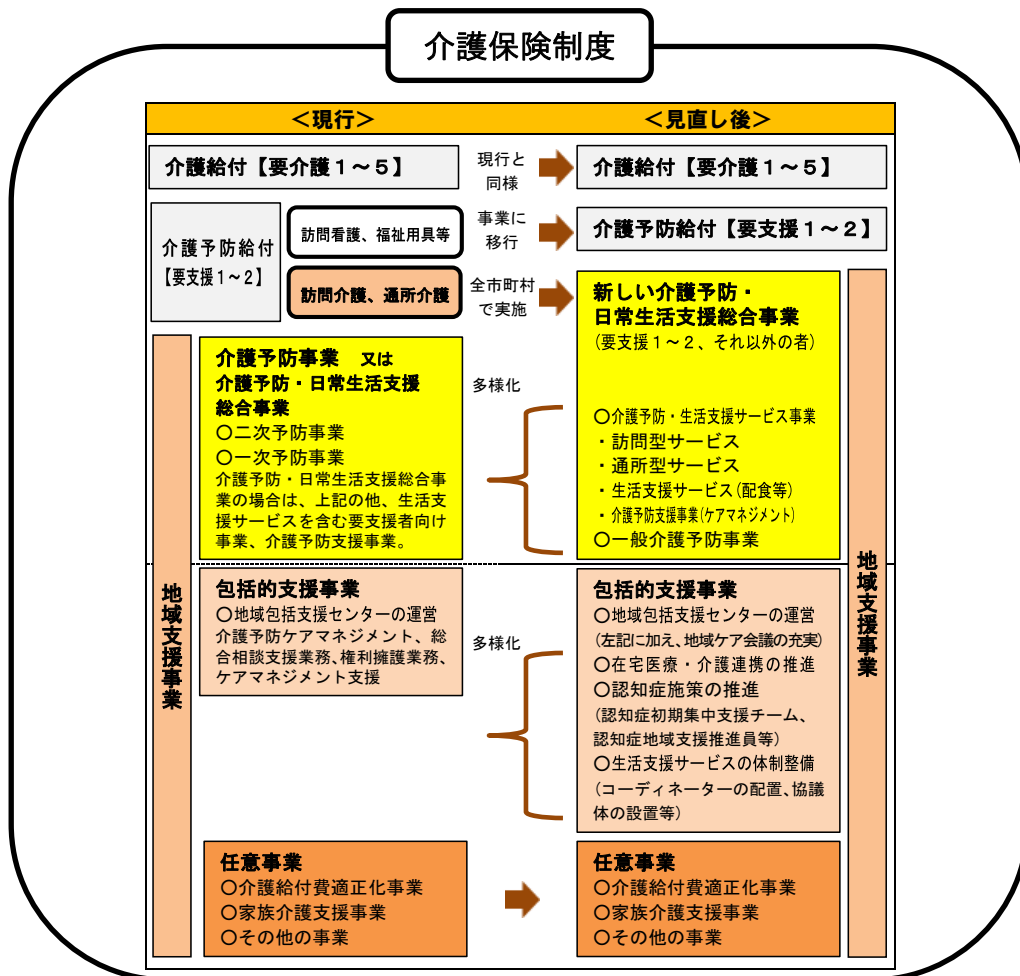 介護保険制度
＜現行＞
＜見直し後＞
介護給付【要介護１～５】
現行と
同様
介護給付【要介護１～５】
介護予防給付
【要支援１～２】
訪問看護、福祉用具等
事業に
移行
介護予防給付【要支援１～２】
訪問介護、通所介護
全市町村
で実施
新しい介護予防・
日常生活支援総合事業
（要支援１～２、それ以外の者）
介護予防事業　又は
介護予防・日常生活支援
総合事業
○二次予防事業
○一次予防事業
介護予防・日常生活支援総合事
業の場合は、上記の他、生活支
援サービスを含む要支援者向け
事業、介護予防支援事業。
多様化
○介護予防・生活支援サービス事業
・訪問型サービス
・通所型サービス
・生活支援サービス（配食等）
・介護予防支援事業（ケアマネジメント）
○一般介護予防事業
地域支援事業
包括的支援事業
○地域包括支援センターの運営
介護予防ケアマネジメント、総
合相談支援業務、権利擁護業務、
ケアマネジメント支援
多様化
包括的支援事業
○地域包括支援センターの運営
（左記に加え、地域ケア会議の充実）
○在宅医療・介護連携の推進
○認知症施策の推進
（認知症初期集中支援チーム、
認知症地域支援推進員等）
○生活支援サービスの体制整備
（コーディネーターの配置、協議
体の設置等）
地域支援事業
任意事業
○介護給付費適正化事業
○家族介護支援事業
○その他の事業
任意事業
○介護給付費適正化事業
○家族介護支援事業
○その他の事業